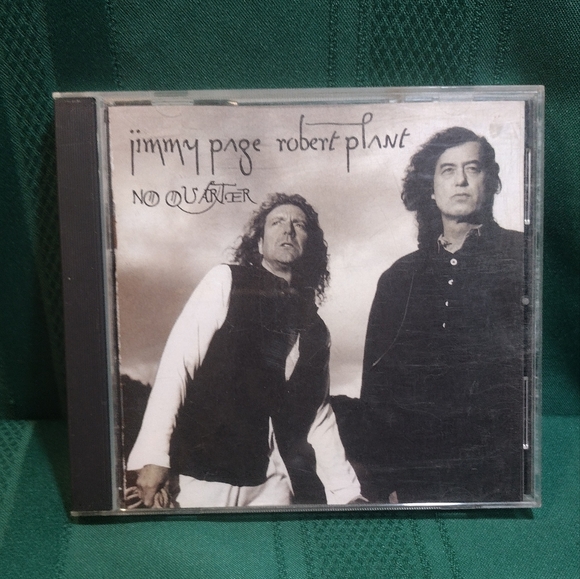 jimmy page robert plant
NO QUARTER